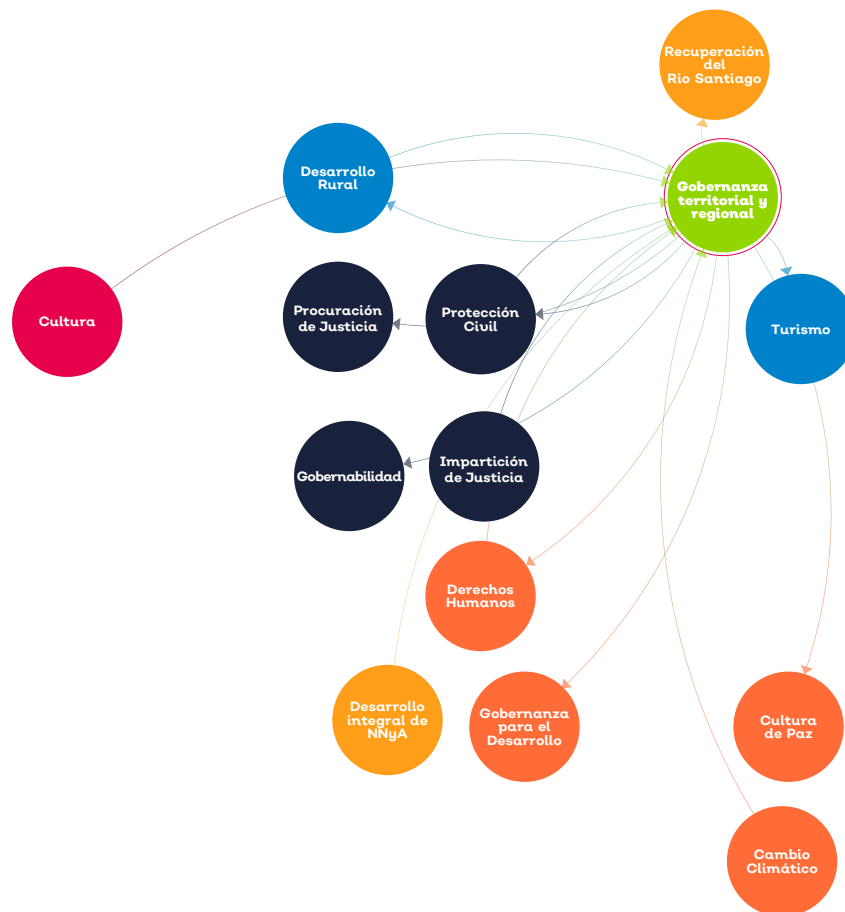 Recuperación
del
Rio Santiago
Desarrollo
Rural
Gobernanza
territorial y
regional
Cultura
Procuración
de Justicia
Protección
Civil
Turismo
Gobernabilidad
Impartición
de Justicia
Derechos
Humanos
Desarrollo
integral de
NNyA
Gobernanza
para el
Desarrollo
Cultura
de Paz
Cambio
Climático